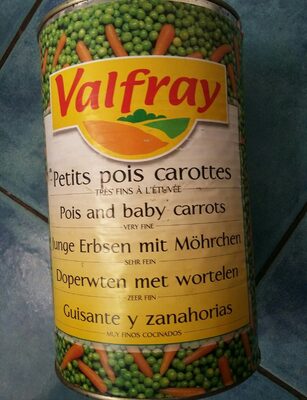 Valfray
Petits pois carottes
TRÈS FINS À L'ÉTUVÉE
Pois and baby carrots
VERY FINE
Junge Erbsen mit Möhrchen
SEHR FEIN
Doperwten met wortelen
ZEER FIJN
Guisante y zanahorias
MUY FINOS COCINADOS